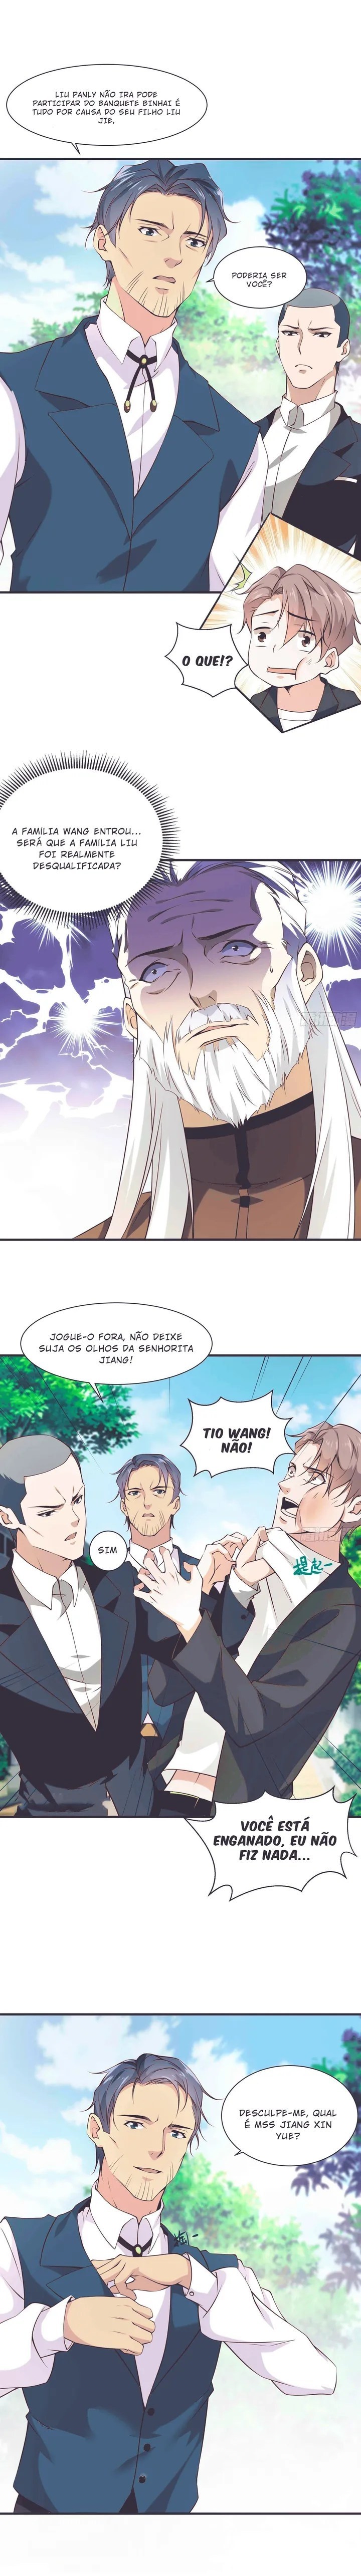 LIU PANLY NÃO IRA PODE
PARTICIPAR DO BANQUETE BINHAI É
TUDO POR CAUSA DO SEU FILHO LIU
JIE,
PODERIA SER
VOCÊ?
O QUE!?
A FAMÍLIA WANG ENTROU...
SERÁ QUE A FAMÍLIA LIU
FOI REALMENTE
DESQUALIFICADA?
JOGUE-O FORA, NÃO DEIXE
SUJA OS OLHOS DA SENHORITA
JIANG!
TIO WANG!
NÃO!
SIM
提起一
VOCÊ ESTÁ
ENGANADO, EU NÃO
FIZ NADA...
DESCULPE-ME, QUAL
É MSS JIANG XIN
YUE?